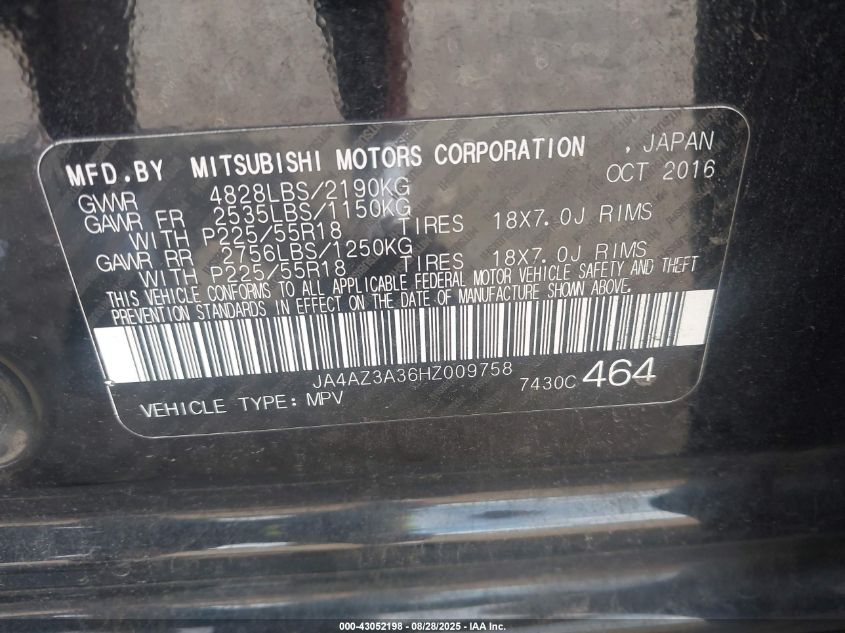 MFD.BY MITSUBISHI MOTORS CORPORATION , JAPAN
GVWR 4828LBS/2190KG OCT 2016
GAWR FR 2535LBS/1150KG
WITH P225/55R18 TIRES 18X7.0J RIMS
GAWR RR 2756LBS/1250KG
WITH P225/55R18 TIRES 18X7.0J RIMS
THIS VEHICLE CONFORMS TO ALL APPLICABLE FEDERAL MOTOR VEHICLE SAFETY AND THEFT
PREVENTION STANDARDS IN EFFECT ON THE DATE OF MANUFACTURE SHOWN ABOVE.
JA4AZ3A36HZ009758 7430C 464
VEHICLE TYPE: MPV
000-43052198 - 08/28/2025 - IAA Inc.